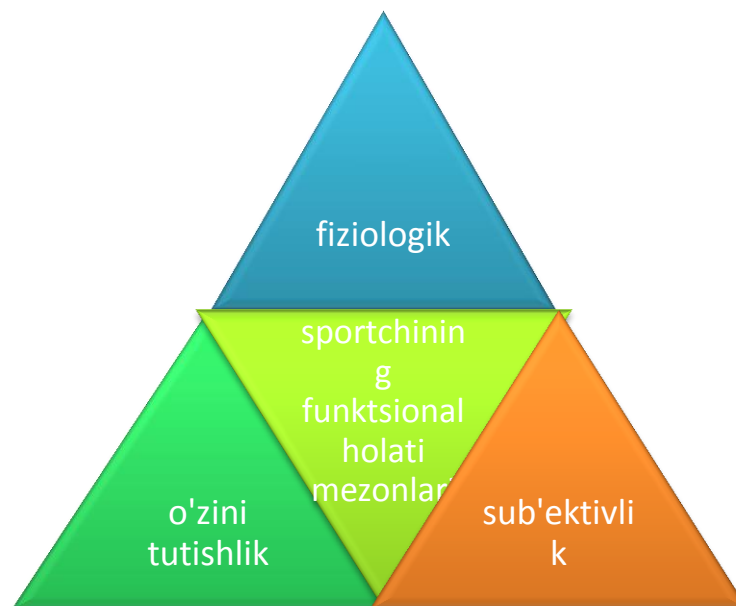 fiziologik
sportchinin
g
funktsional
holati
mezonlari
o'zini
tutishlik
sub'ektivli
k